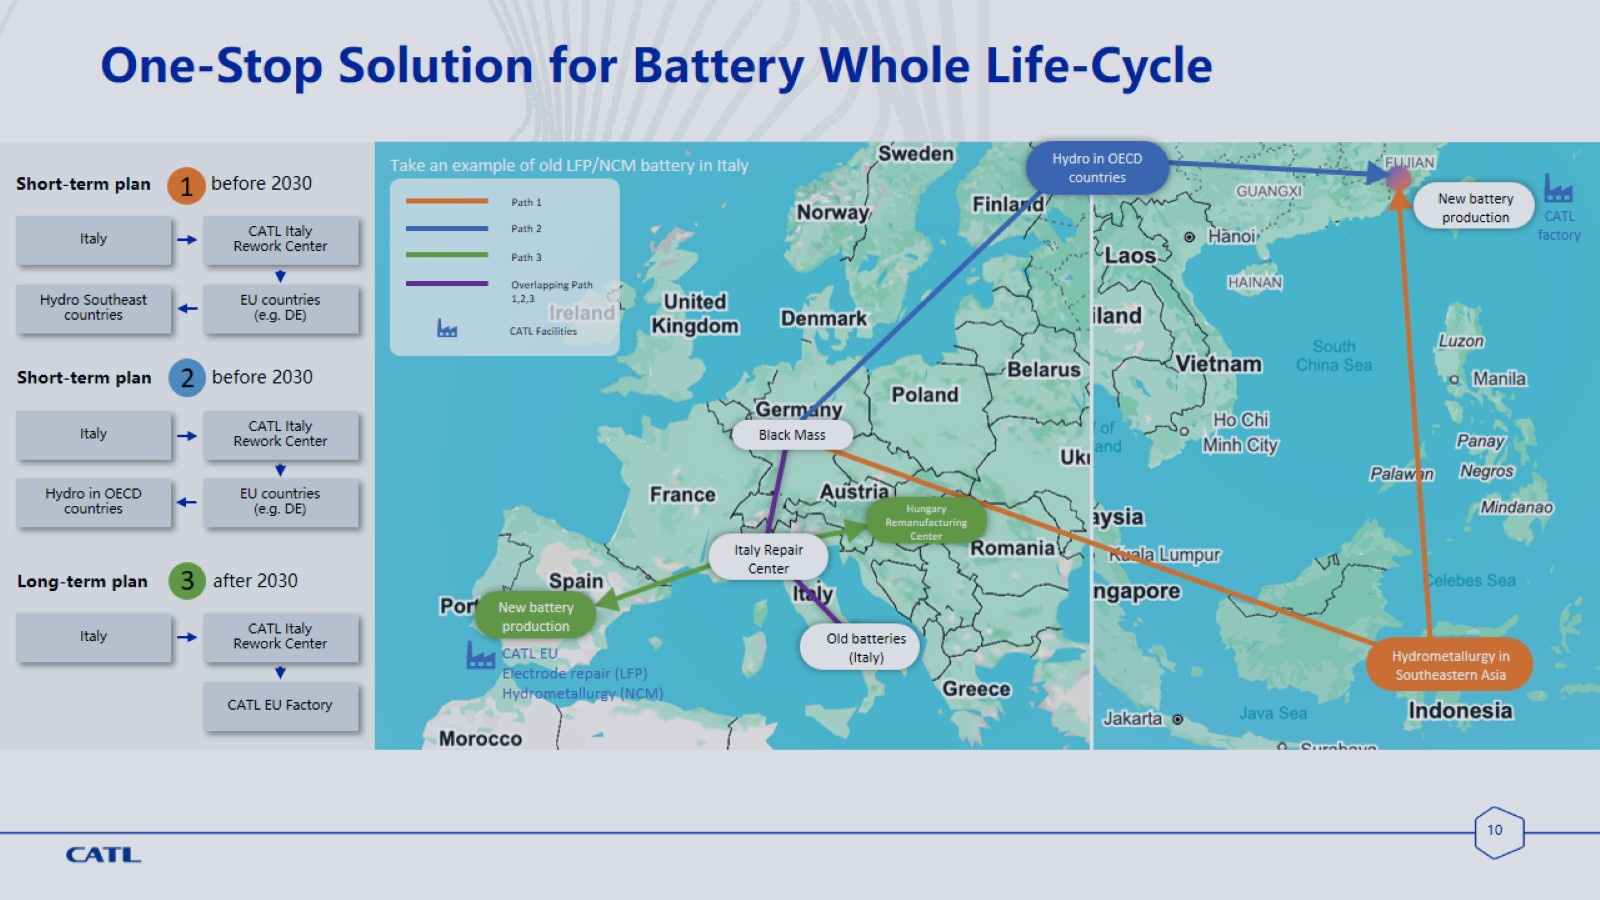 One-Stop Solution for Battery Whole Life-Cycle
Short-term plan 1 before 2030
Italy
CATL Italy
Rework Center
Hydro Southeast
countries
EU countries
(e.g. DE)
Short-term plan 2 before 2030
Italy
CATL Italy
Rework Center
Hydro in OECD
countries
EU countries
(e.g. DE)
Long-term plan 3 after 2030
Italy
CATL Italy
Rework Center
CATL EU Factory
Take an example of old LFP/NCM battery in Italy
Path 1
Path 2
Path 3
Overlapping Path
1,2,3
CATL Facilities
Sweden
Norway
Finland
Ireland
United
Kingdom
Denmark
Belarus
Poland
Germany
Black Mass
Ukr
France
Austria
Hungary
Remanufacturing
Center
Romania
Italy Repair
Center
Spain
Italy
Port
New battery
production
Old batteries
(Italy)
CATL EU
Electrode repair (LFP)
Hydrometallurgy (NCM)
Greece
Morocco
Hydro in OECD
countries
FUJIAN
GUANGXI
New battery
production
CATL
factory
Hanoi
Laos
HAINAN
iland
Luzon
South
China Sea
Vietnam
Manila
Ho Chi
Minh City
of
and
Panay
Palawan
Negros
Mindanao
aysia
Kuala Lumpur
ngapore
Celebes Sea
Hydrometallurgy in
Southeastern Asia
Indonesia
Jakarta
Java Sea
Surabaya
10
CATL